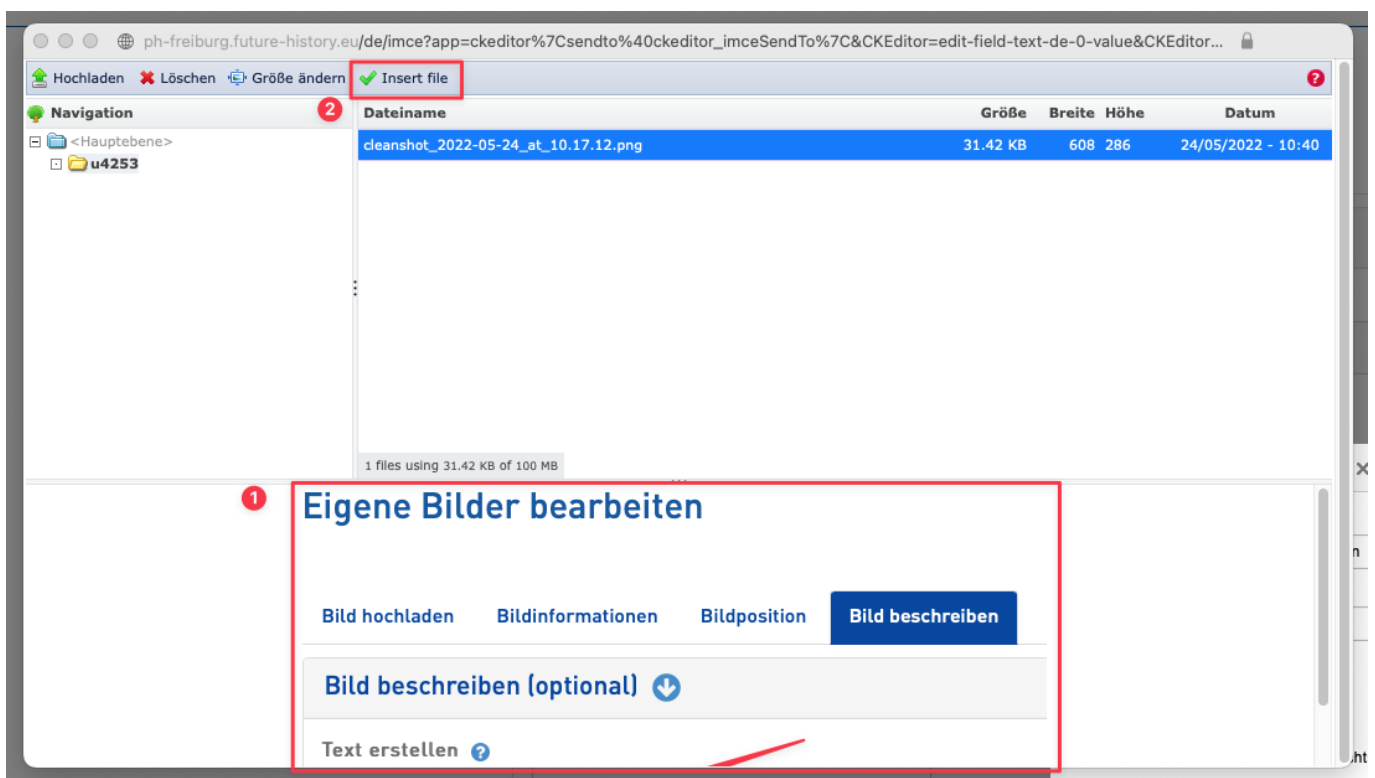 ph-freiburg.future-history.eu/de/imce?app=ckeditor%7Csendto%40ckeditor_imceSendTo%7C&CKEditor=edit-field-text-de-0-value&CKEditor...
Hochladen Löschen Größe ändern Insert file ?
Navigation 2 Dateiname Größe Breite Höhe Datum
<Hauptebene> cleanshot_2022-05-24_at_10.17.12.png 31.42 KB 608 286 24/05/2022 - 10:40
u4253
1 files using 31.42 KB of 100 MB
1 Eigene Bilder bearbeiten
n
Bild hochladen Bildinformationen Bildposition Bild beschreiben
Bild beschreiben (optional)
Text erstellen ?
ht